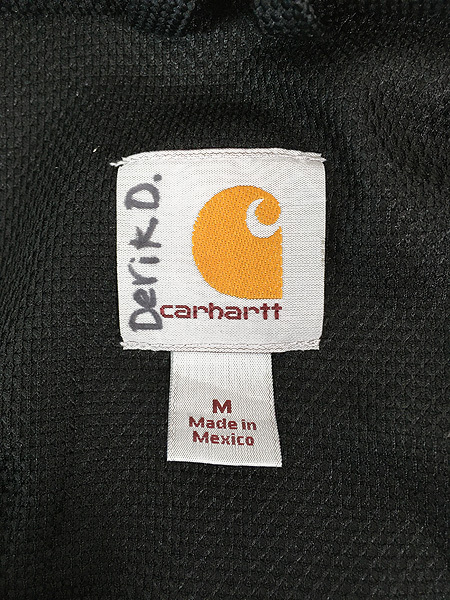 Derik D.
carhartt
M
Made in
Mexico